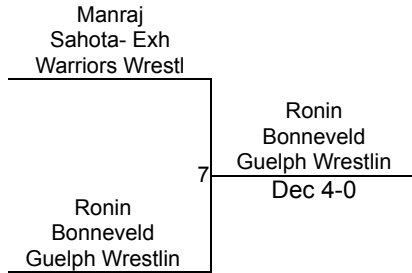 Manraj
Sahota- Exh
Warriors Wrestl
Ronin
Bonneveld
Guelph Wrestlin
7
Dec 4-0
Ronin
Bonneveld
Guelph Wrestlin